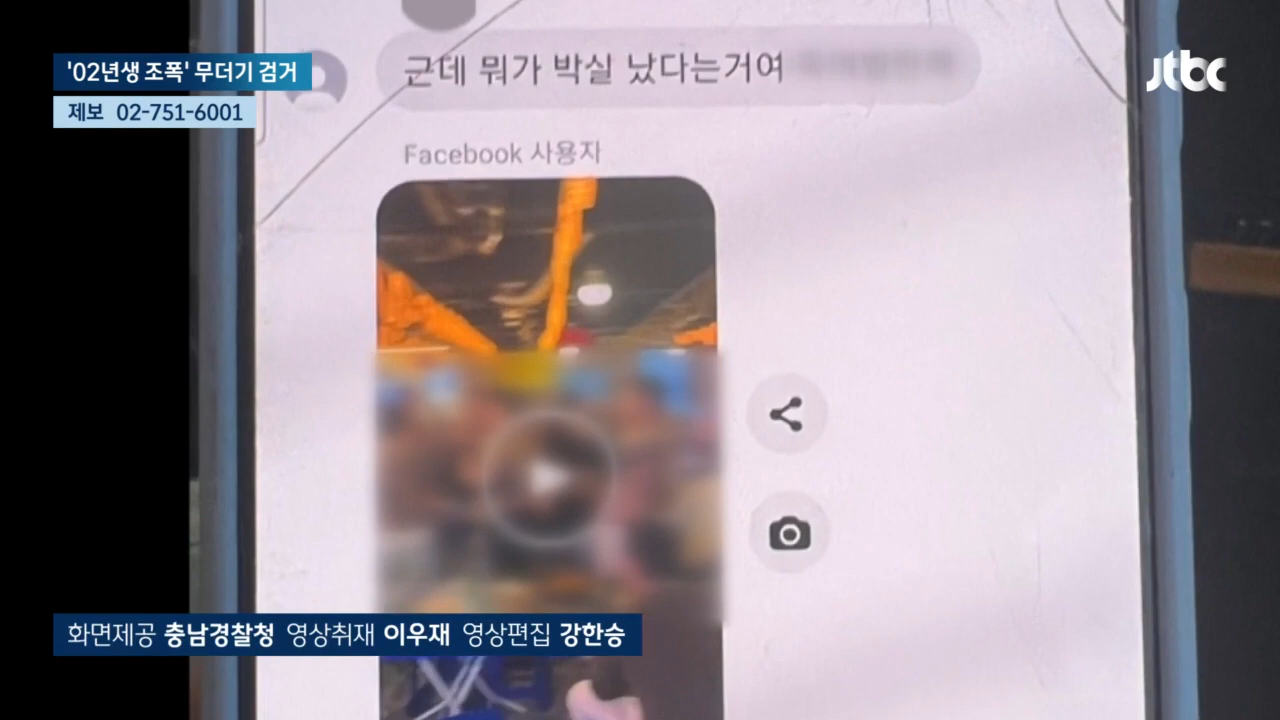 '02년생 조폭' 무더기 검거
제보 02-751-6001
jtbc
군데 뭐가 박실 났다는거여
Facebook 사용자
화면제공 충남경찰청 영상취재 이우재 영상편집 강한승